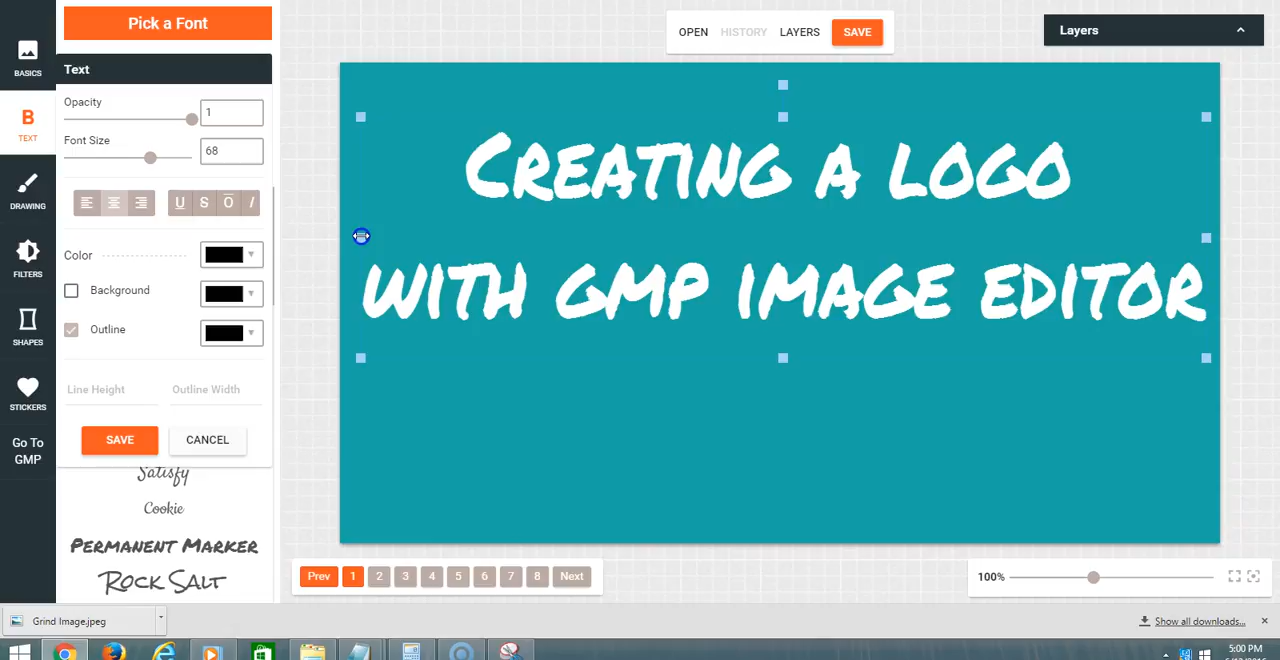 Pick a Font
OPEN HISTORY LAYERS SAVE
Layers
BASICS
Text
Opacity
1
B
TEXT
Font Size
68
DRAWING
U S O I
Color
FILTERS
Background
Outline
SHAPES
Line Height Outline Width
STICKERS
SAVE CANCEL
Go To
GMP
Satisfy
Cookie
PERMANENT MARKER
ROCK SALT
CREATING A LOGO
WITH GMP IMAGE EDITOR
Prev 1 2 3 4 5 6 7 8 Next
100%
Grind Image.jpeg
Show all downloads...
5:00 PM